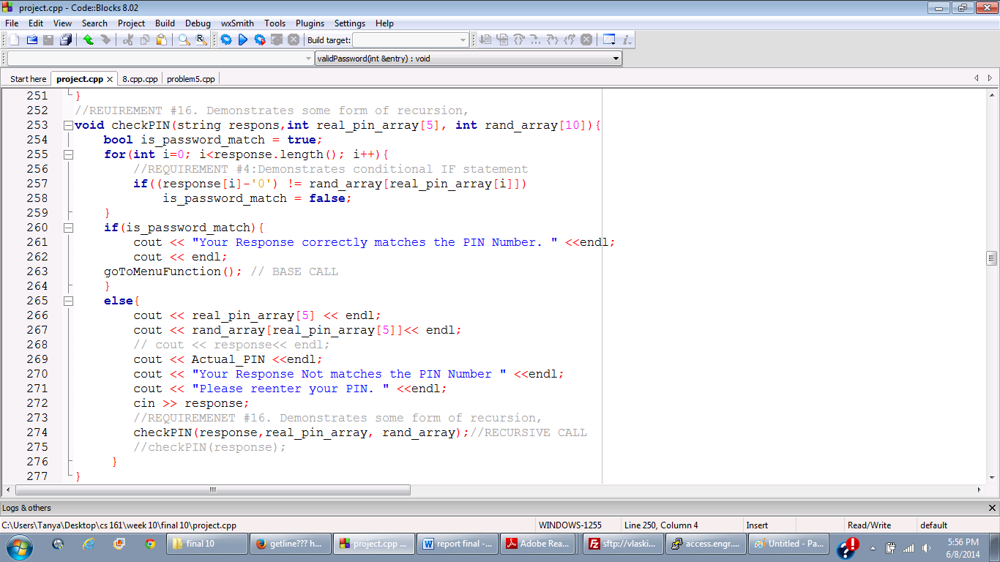 project.cpp - Code::Blocks 8.02
File Edit View Search Project Build Debug wxSmith Tools Plugins Settings Help
Build target:
validPassword(int &entry) : void
Start here project.cpp 8.cpp.cpp problem5.cpp
251 }
252 //REUIREMENT #16. Demonstrates some form of recursion,
253 void checkPIN(string respons,int real_pin_array[5], int rand_array[10]){
254 bool is_password_match = true;
255 for(int i=0; i<response.length(); i++){
256 //REQUIREMENT #4:Demonstrates conditional IF statement
257 if((response[i]-'0') != rand_array[real_pin_array[i]])
258 is_password_match = false;
259 }
260 if(is_password_match){
261 cout << "Your Response correctly matches the PIN Number. " <<endl;
262 cout << endl;
263 goToMenuFunction(); // BASE CALL
264 }
265 else{
266 cout << real_pin_array[5] << endl;
267 cout << rand_array[real_pin_array[5]]<< endl;
268 // cout << response<< endl;
269 cout << Actual_PIN <<endl;
270 cout << "Your Response Not matches the PIN Number " <<endl;
271 cout << "Please reenter your PIN. " <<endl;
272 cin >> response;
273 //REQUIREMENET #16. Demonstrates some form of recursion,
274 checkPIN(response,real_pin_array, rand_array);//RECURSIVE CALL
275 //checkPIN(response);
276 }
277 }
Logs & others
C:\Users\Tanya\Desktop\cs 161\week 10\final 10\project.cpp WINDOWS-1255 Line 250, Column 4 Insert Read/Write default
final 10 getline??? h... project.cpp ... report final -... Adobe Rea... sftp://vlaski... access.engr.... Untitled - Pa... 5:56 PM
6/8/2014